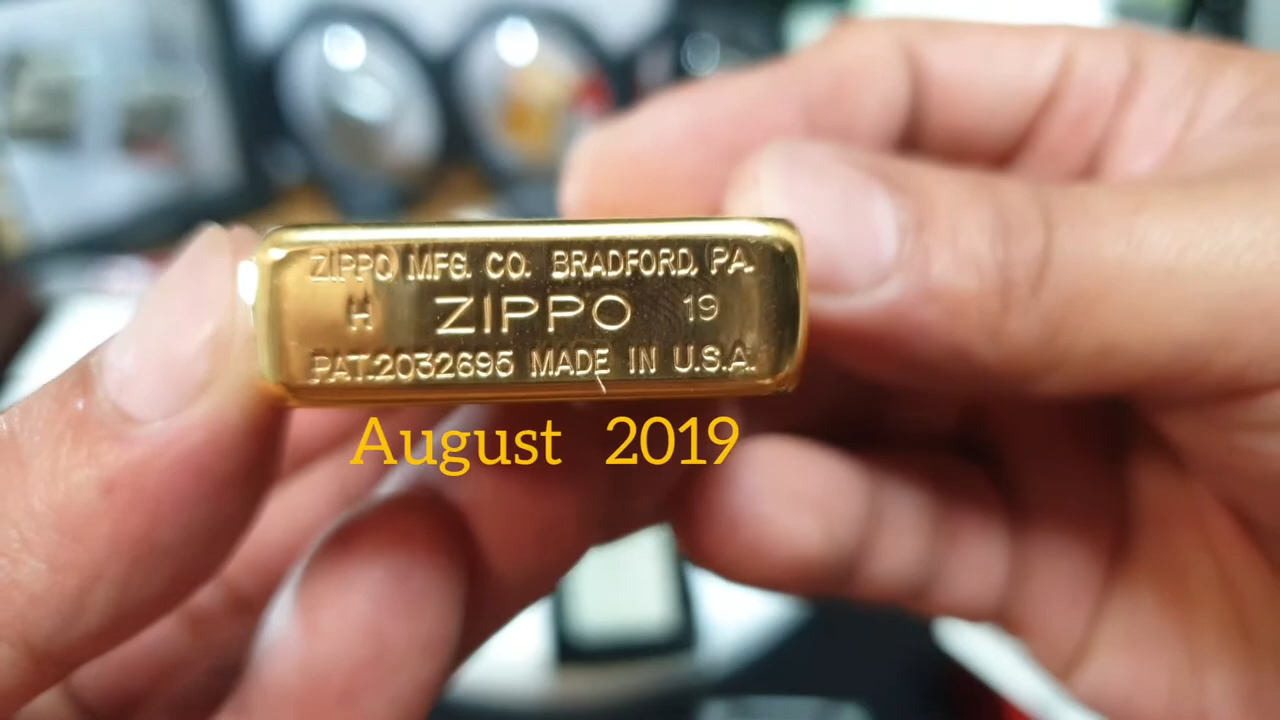 ZIPPO MFG. CO. BRADFORD, PA.
H ZIPPO 19
PAT.2032695 MADE IN U.S.A.
August 2019